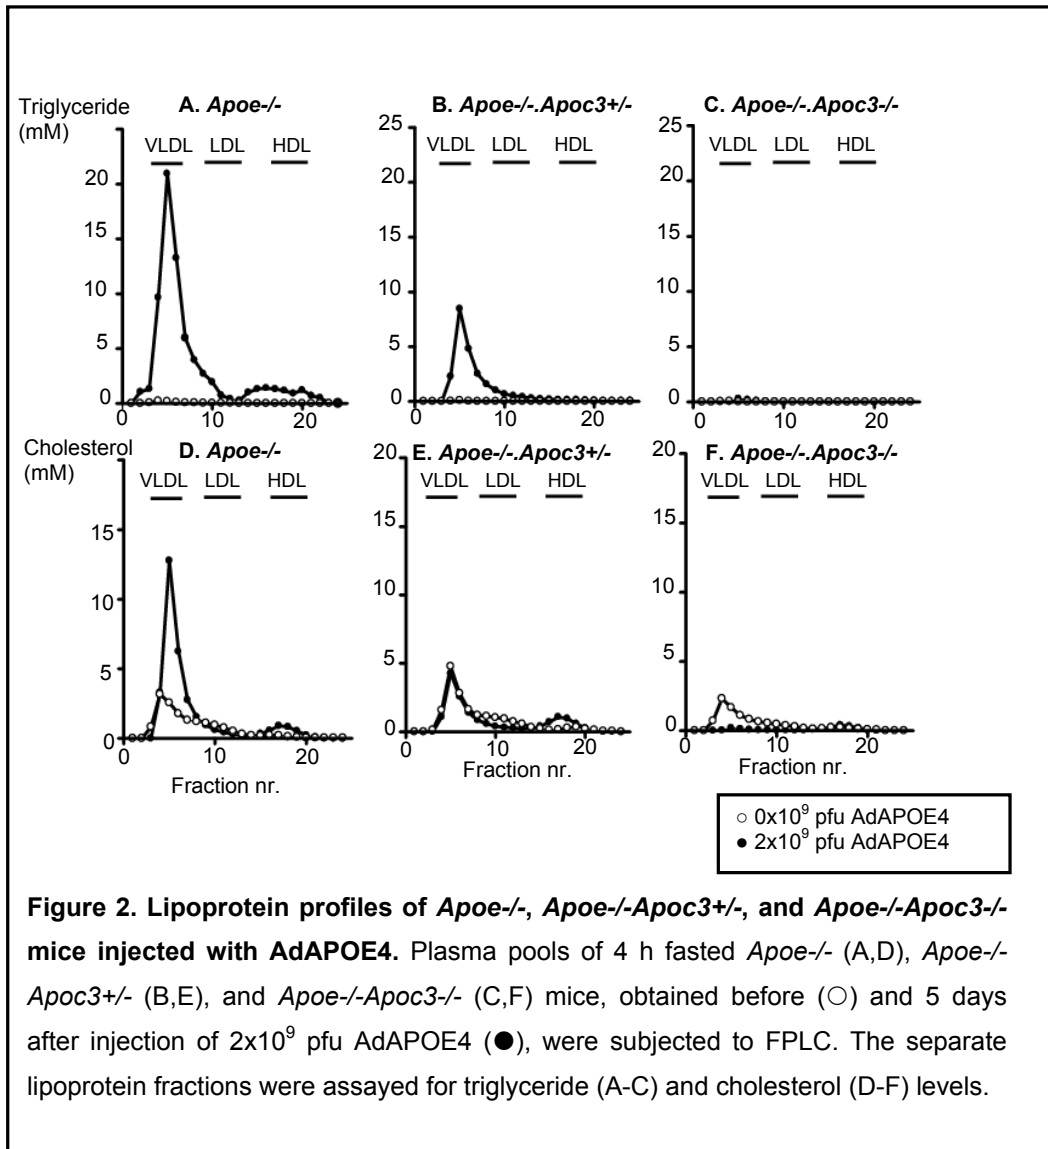 Triglyceride
(mM)
A. Apoe-/-
B. Apoe-/-.Apoc3+/-
C. Apoe-/-.Apoc3-/-
VLDL LDL HDL
20
15
10
5
0
0 10 20
25
VLDL LDL HDL
20
15
10
5
0
0 10 20
25
VLDL LDL HDL
20
15
10
5
0
0 10 20
Cholesterol
(mM)
D. Apoe-/-
E. Apoe-/-.Apoc3+/-
F. Apoe-/-.Apoc3-/-
VLDL LDL HDL
15
10
5
0
0 10 20
Fraction nr.
20
VLDL LDL HDL
15
10
5
0
0 10 20
Fraction nr.
20
VLDL LDL HDL
15
10
5
0
0 10 20
Fraction nr.
○ 0x10⁹ pfu AdAPOE4
● 2x10⁹ pfu AdAPOE4
Figure 2. Lipoprotein profiles of Apoe-/-, Apoe-/-Apoc3+/-, and Apoe-/-Apoc3-/-
mice injected with AdAPOE4. Plasma pools of 4 h fasted Apoe-/- (A,D), Apoe-/-
Apoc3+/- (B,E), and Apoe-/-Apoc3-/- (C,F) mice, obtained before (○) and 5 days
after injection of 2x10⁹ pfu AdAPOE4 (●), were subjected to FPLC. The separate
lipoprotein fractions were assayed for triglyceride (A-C) and cholesterol (D-F) levels.